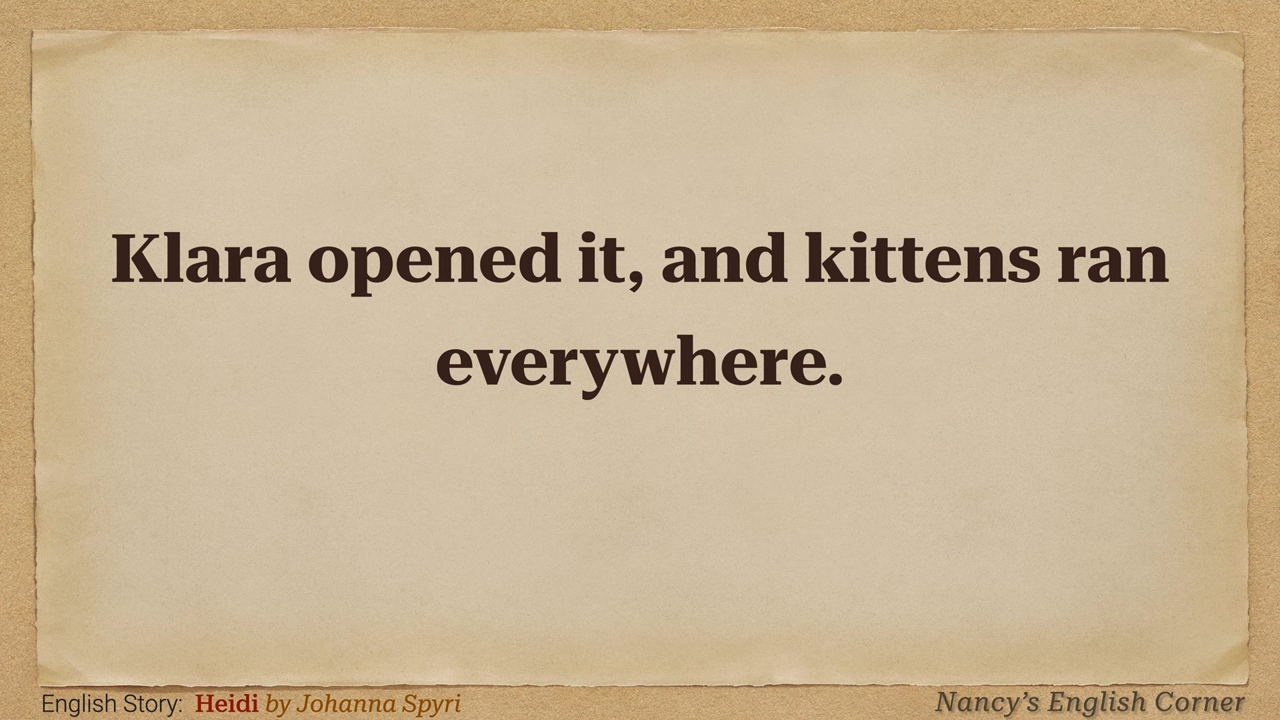 Klara opened it, and kittens ran
everywhere.
English Story: Heidi by Johanna Spyri
Nancy’s English Corner